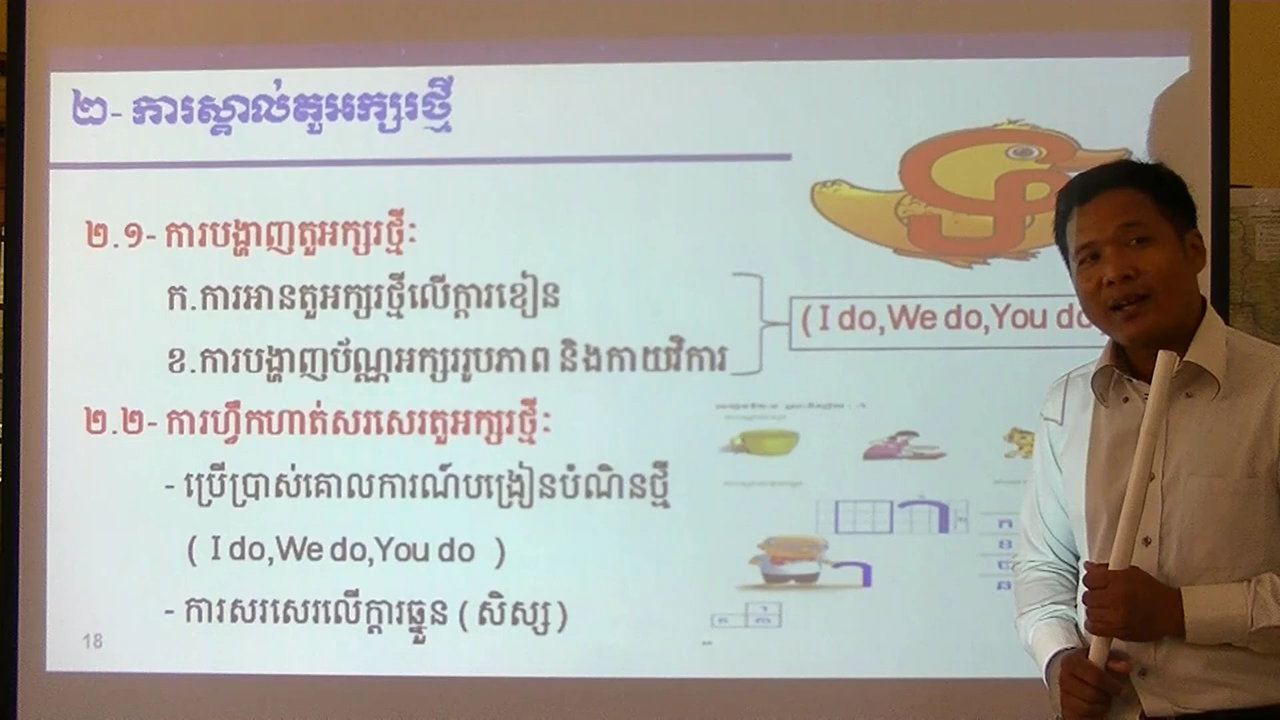 ២- ការស្គាល់តួអក្សរថ្មី
២.១- ការបង្ហាញតួអក្សរថ្មីៈ
ក.ការអានតួអក្សរថ្មីលើក្តារខៀន
ខ.ការបង្ហាញប័ណ្ណអក្សររូបភាព និងកាយវិការ
( I do,We do,You do
២.២- ការហ្វឹកហាត់សរសេរតួអក្សរថ្មីៈ
- ប្រើប្រាស់គោលការណ៍បង្រៀនបំណិនថ្មី
( I do,We do,You do )
- ការសរសេរលើក្តារឆ្នួន ( សិស្ស )
18